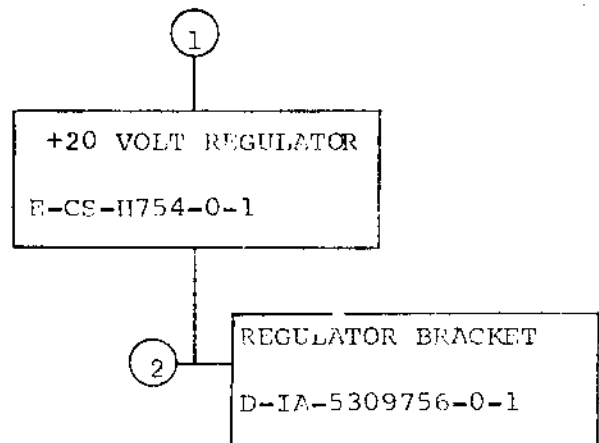 1
+20 VOLT REGULATOR
E-CS-H754-0-1
2
REGULATOR BRACKET
D-IA-5309756-0-1